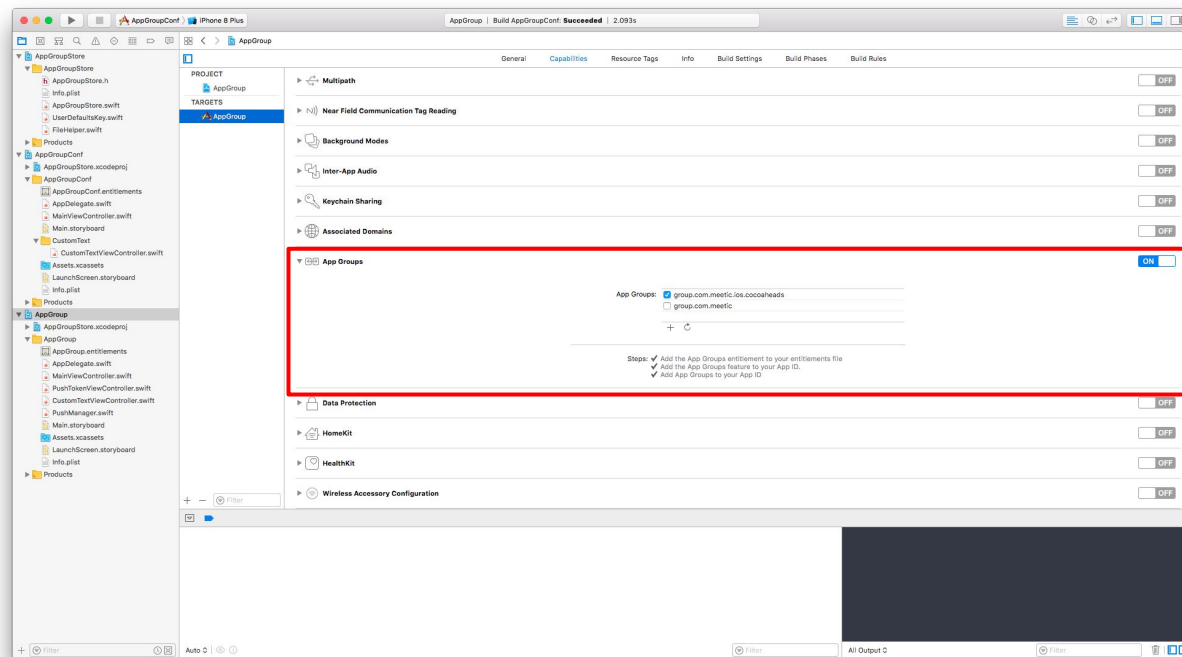 AppGroupConf
iPhone 8 Plus
AppGroup | Build AppGroupConf: Succeeded | 2.093s
AppGroup
General Capabilities Resource Tags Info Build Settings Build Phases Build Rules
AppGroupStore
AppGroupStore
AppGroupStore.h
Info.plist
AppGroupStore.swift
UserDefaultsKey.swift
FileHelper.swift
Products
AppGroupConf
AppGroupStore.xcodeproj
AppGroupConf
AppGroupConf.entitlements
AppDelegate.swift
MainViewController.swift
Main.storyboard
CustomText
CustomTextViewController.swift
Assets.xcassets
LaunchScreen.storyboard
Info.plist
Products
AppGroup
AppGroupStore.xcodeproj
AppGroup
AppGroup.entitlements
AppDelegate.swift
MainViewController.swift
PushTokenViewController.swift
CustomTextViewController.swift
PushManager.swift
Main.storyboard
Assets.xcassets
LaunchScreen.storyboard
Info.plist
Products
Filter
PROJECT
AppGroup
TARGETS
AppGroup
Filter
Multipath OFF
Near Field Communication Tag Reading OFF
Background Modes OFF
Inter-App Audio OFF
Keychain Sharing OFF
Associated Domains OFF
App Groups ON
App Groups: group.com.meetic.ios.cocoaheads
group.com.meetic
Steps: Add the App Groups entitlement to your entitlements file
Add the App Groups feature to your App ID.
Add App Groups to your App ID
Data Protection OFF
HomeKit OFF
HealthKit OFF
Wireless Accessory Configuration OFF
Auto
Filter
All Output
Filter